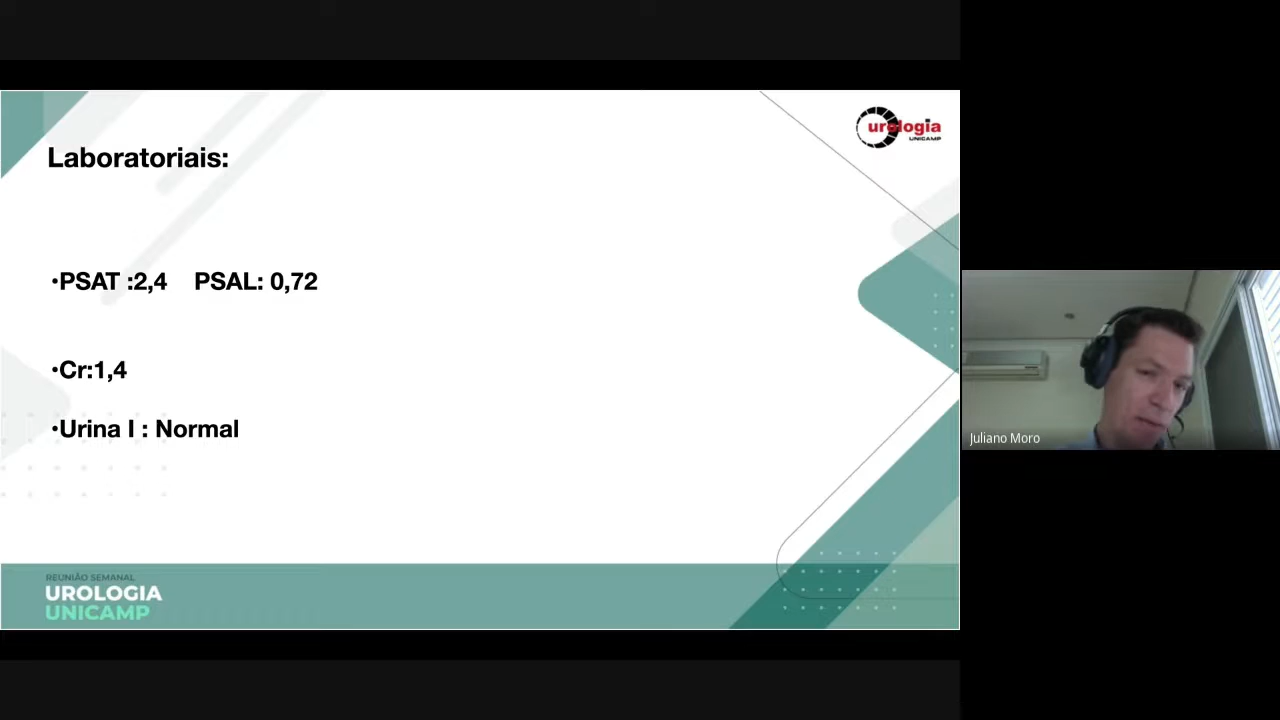 urologia
UNICAMP
Laboratoriais:
•PSAT :2,4 PSAL: 0,72
•Cr:1,4
•Urina I : Normal
Juliano Moro
REUNIÃO SEMANAL
UROLOGIA
UNICAMP